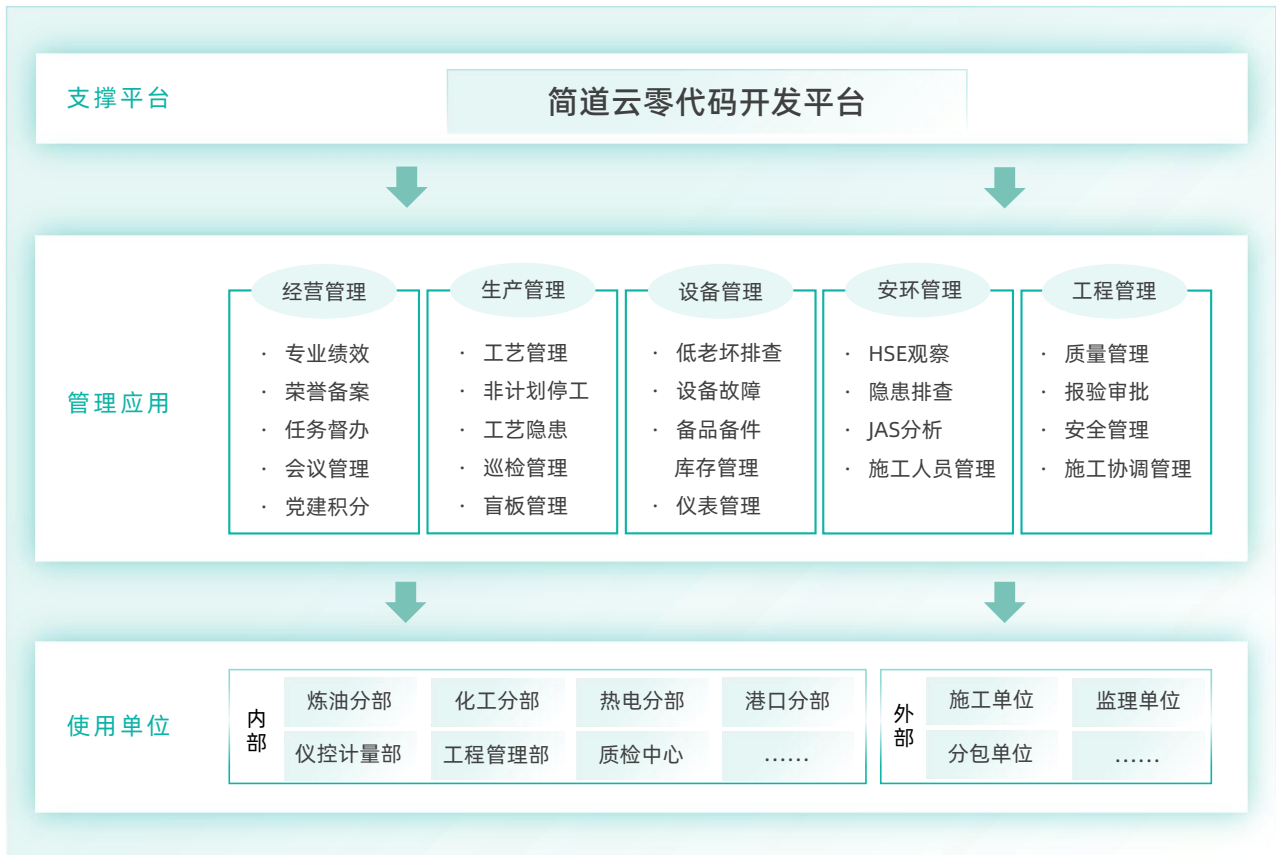 支撑平台
简道云零代码开发平台
管理应用
经营管理
· 专业绩效
· 荣誉备案
· 任务督办
· 会议管理
· 党建积分
生产管理
· 工艺管理
· 非计划停工
· 工艺隐患
· 巡检管理
· 盲板管理
设备管理
· 低老坏排查
· 设备故障
· 备品备件
库存管理
· 仪表管理
安环管理
· HSE观察
· 隐患排查
· JAS分析
· 施工人员管理
工程管理
· 质量管理
· 报验审批
· 安全管理
· 施工协调管理
使用单位
内部
炼油分部
化工分部
热电分部
港口分部
仪控计量部
工程管理部
质检中心
……
外部
施工单位
监理单位
分包单位
……